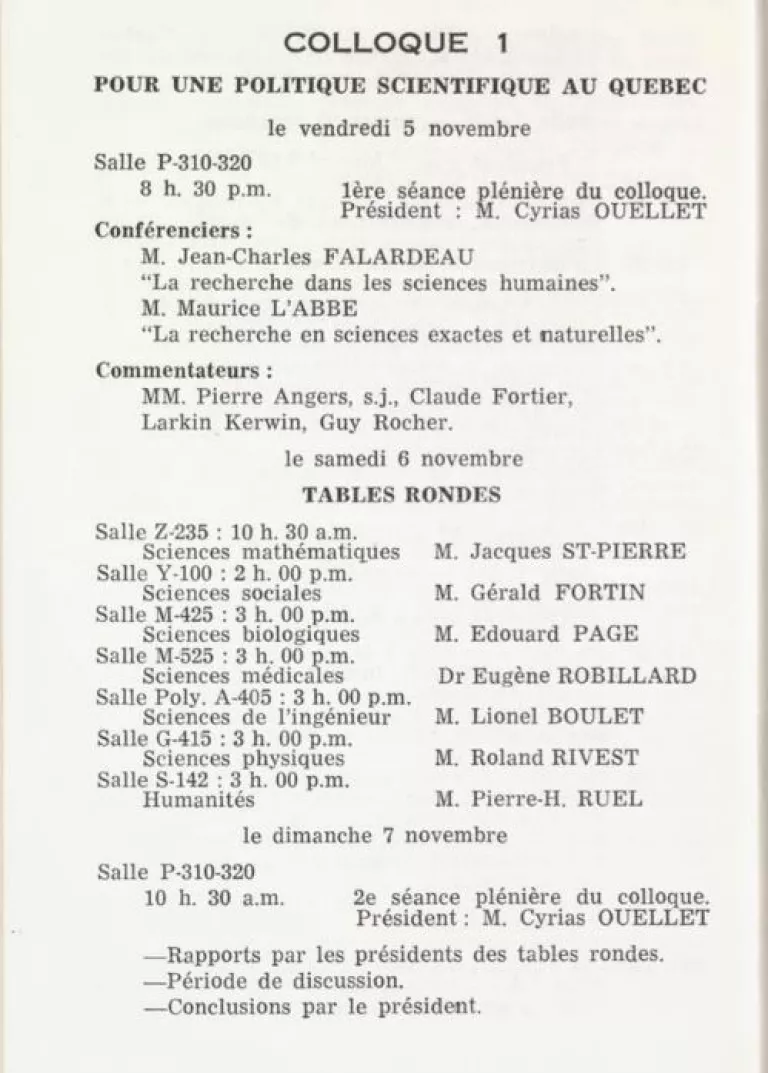 COLLOQUE 1
POUR UNE POLITIQUE SCIENTIFIQUE AU QUEBEC
le vendredi 5 novembre
Salle P-310-320
8 h. 30 p.m. 1ère séance plénière du colloque.
Président : M. Cyrias OUELLET
Conférenciers :
M. Jean-Charles FALARDEAU
“La recherche dans les sciences humaines”.
M. Maurice L'ABBE
“La recherche en sciences exactes et naturelles”.
Commentateurs :
MM. Pierre Angers, s.j., Claude Fortier,
Larkin Kerwin, Guy Rocher.
le samedi 6 novembre
TABLES RONDES
Salle Z-235 : 10 h. 30 a.m.
Sciences mathématiques M. Jacques ST-PIERRE
Salle Y-100 : 2 h. 00 p.m.
Sciences sociales M. Gérald FORTIN
Salle M-425 : 3 h. 00 p.m.
Sciences biologiques M. Edouard PAGE
Salle M-525 : 3 h. 00 p.m.
Sciences médicales Dr Eugène ROBILLARD
Salle Poly. A-405 : 3 h. 00 p.m.
Sciences de l'ingénieur M. Lionel BOULET
Salle G-415 : 3 h. 00 p.m.
Sciences physiques M. Roland RIVEST
Salle S-142 : 3 h. 00 p.m.
Humanités M. Pierre-H. RUEL
le dimanche 7 novembre
Salle P-310-320
10 h. 30 a.m. 2e séance plénière du colloque.
Président : M. Cyrias OUELLET
—Rapports par les présidents des tables rondes.
—Période de discussion.
—Conclusions par le président.